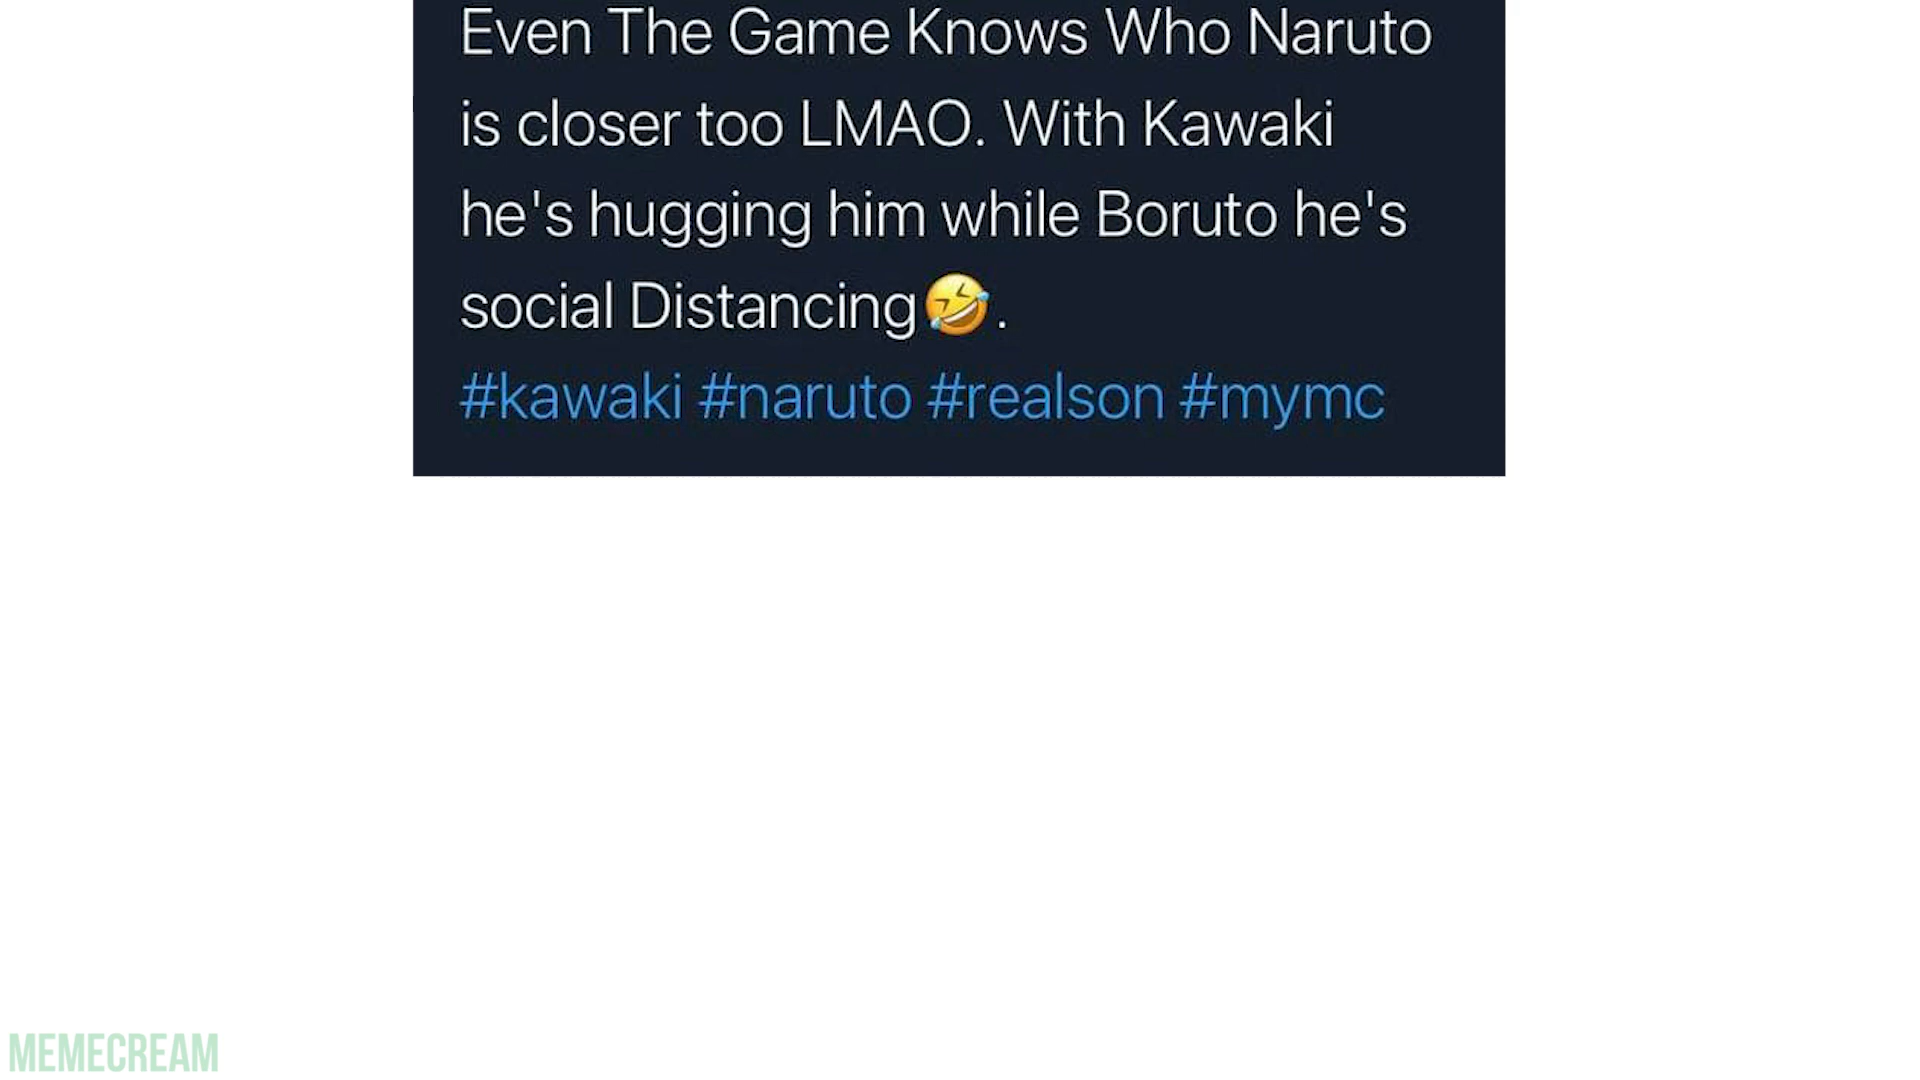 Even The Game Knows Who Naruto
is closer too LMAO. With Kawaki
he's hugging him while Boruto he's
social Distancing🤣.
#kawaki #naruto #realson #mymc
MEMECREAM